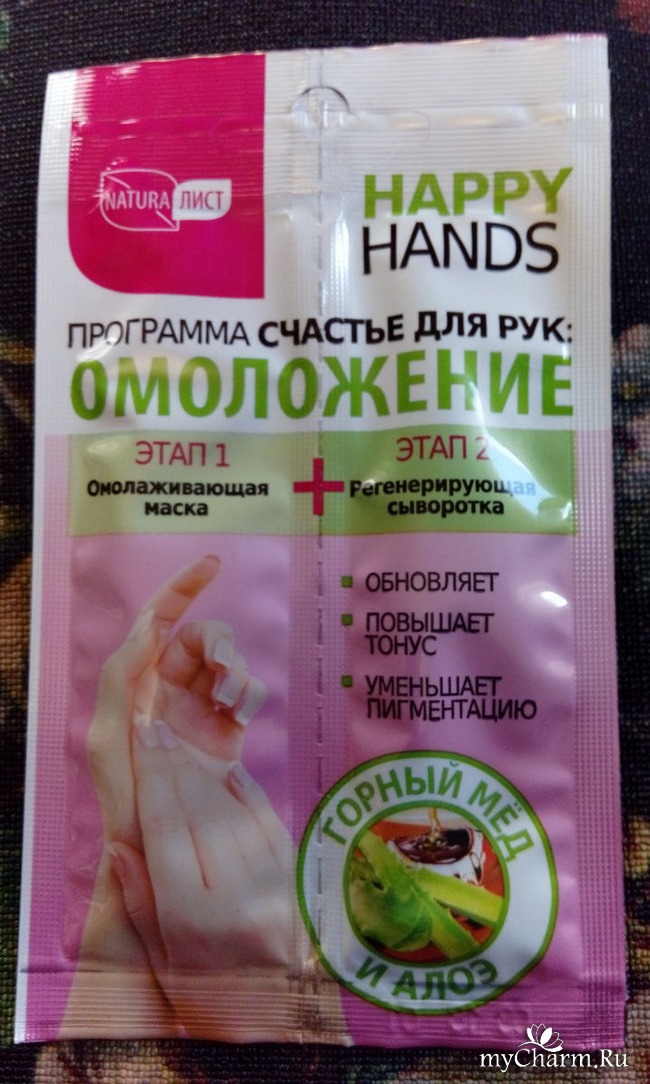 NATURA ЛИСТ
HAPPY
HANDS
ПРОГРАММА СЧАСТЬЕ ДЛЯ РУК:
ОМОЛОЖЕНИЕ
ЭТАП 1
Омолаживающая
маска
+
ЭТАП 2
Регенерирующая
сыворотка
ОБНОВЛЯЕТ
ПОВЫШАЕТ
ТОНУС
УМЕНЬШАЕТ
ПИГМЕНТАЦИЮ
ГОРНЫЙ МЁД
И АЛОЭ
myCharm.Ru